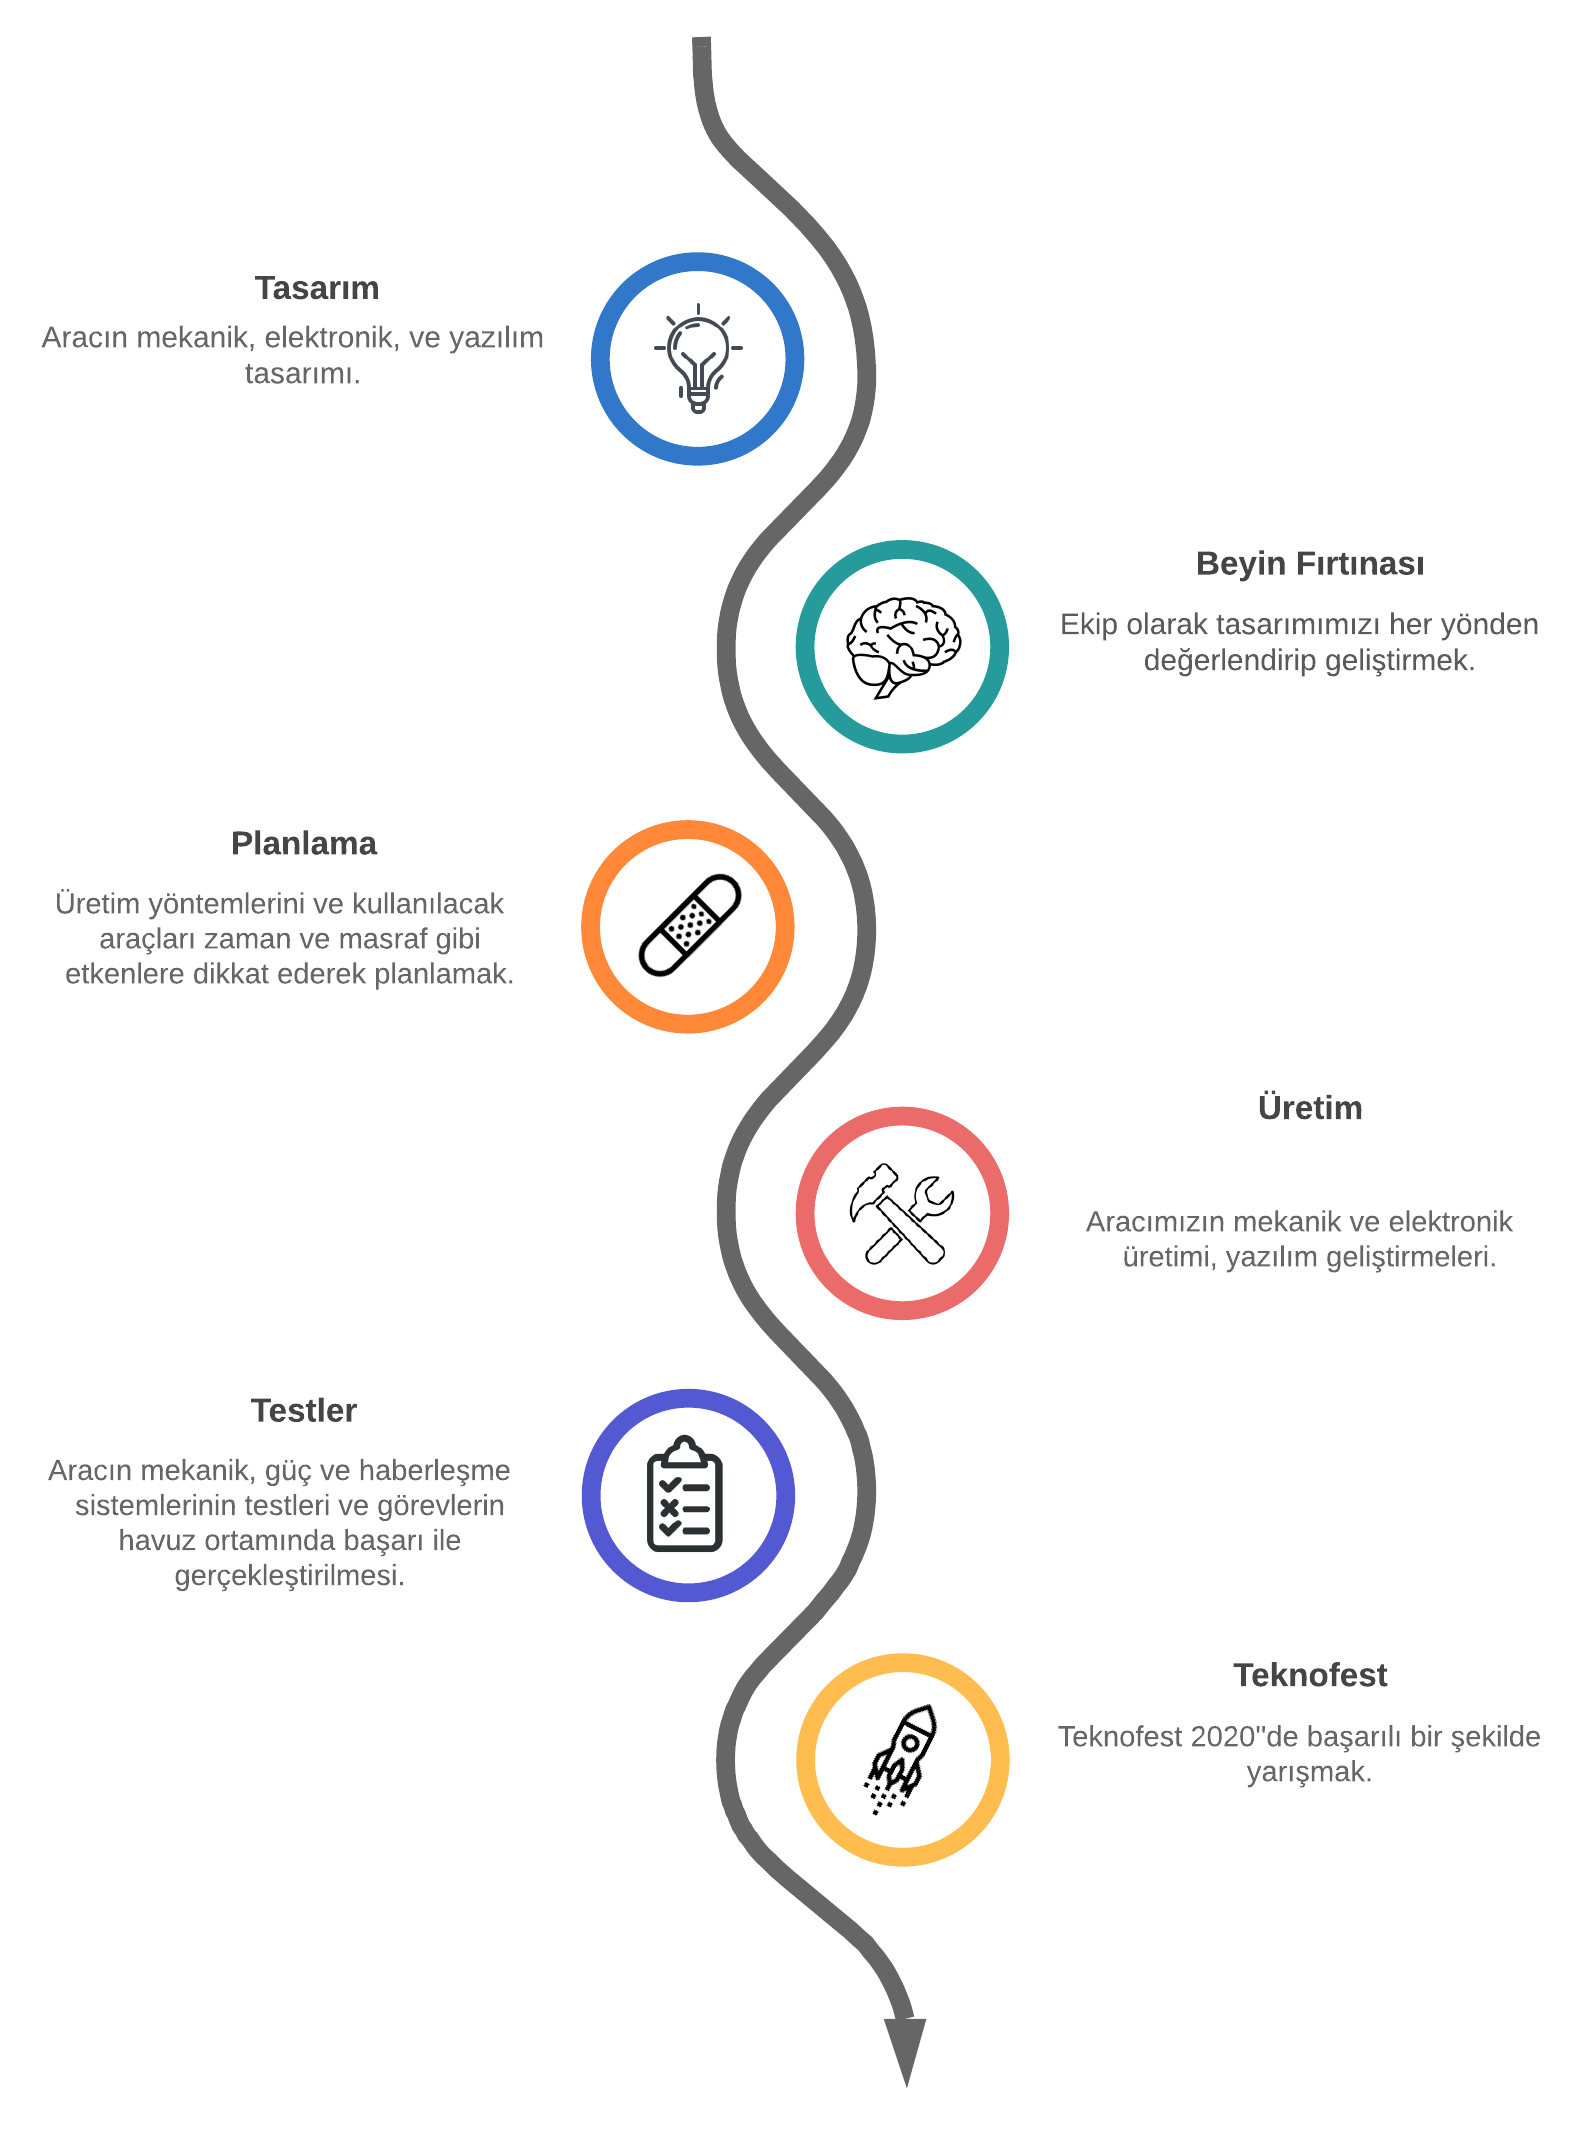 Tasarım
Aracın mekanik, elektronik, ve yazılım
tasarımı.
Beyin Fırtınası
Ekip olarak tasarımımızı her yönden
değerlendirip geliştirmek.
Planlama
Üretim yöntemlerini ve kullanılacak
araçları zaman ve masraf gibi
etkenlere dikkat ederek planlamak.
Üretim
Aracımızın mekanik ve elektronik
üretimi, yazılım geliştirmeleri.
Testler
Aracın mekanik, güç ve haberleşme
sistemlerinin testleri ve görevlerin
havuz ortamında başarı ile
gerçekleştirilmesi.
Teknofest
Teknofest 2020"de başarılı bir şekilde
yarışmak.